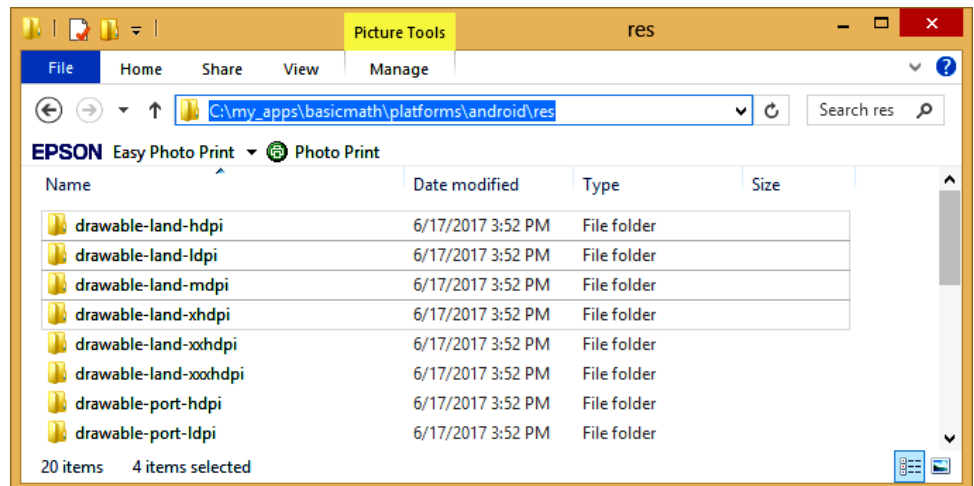 Picture Tools res
File Home Share View Manage
C:\my_apps\basicmath\platforms\android\res Search res
EPSON Easy Photo Print Photo Print
Name Date modified Type Size
drawable-land-hdpi 6/17/2017 3:52 PM File folder
drawable-land-ldpi 6/17/2017 3:52 PM File folder
drawable-land-mdpi 6/17/2017 3:52 PM File folder
drawable-land-xhdpi 6/17/2017 3:52 PM File folder
drawable-land-xxhdpi 6/17/2017 3:52 PM File folder
drawable-land-xxxhdpi 6/17/2017 3:52 PM File folder
drawable-port-hdpi 6/17/2017 3:52 PM File folder
drawable-port-ldpi 6/17/2017 3:52 PM File folder
20 items 4 items selected